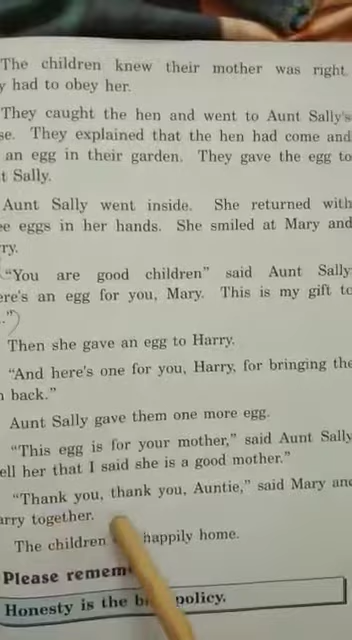 The children knew their mother was right
y had to obey her.
They caught the hen and went to Aunt Sally's
se. They explained that the hen had come and
an egg in their garden. They gave the egg to
t Sally.
Aunt Sally went inside. She returned with
ee eggs in her hands. She smiled at Mary and
ry.
"You are good children" said Aunt Sally
ere's an egg for you, Mary. This is my gift to
."
Then she gave an egg to Harry.
"And here's one for you, Harry, for bringing the
n back."
Aunt Sally gave them one more egg.
"This egg is for your mother," said Aunt Sally
ell her that I said she is a good mother."
"Thank you, thank you, Auntie," said Mary and
arry together.
The children happily home.
Please remem
Honesty is the b policy.